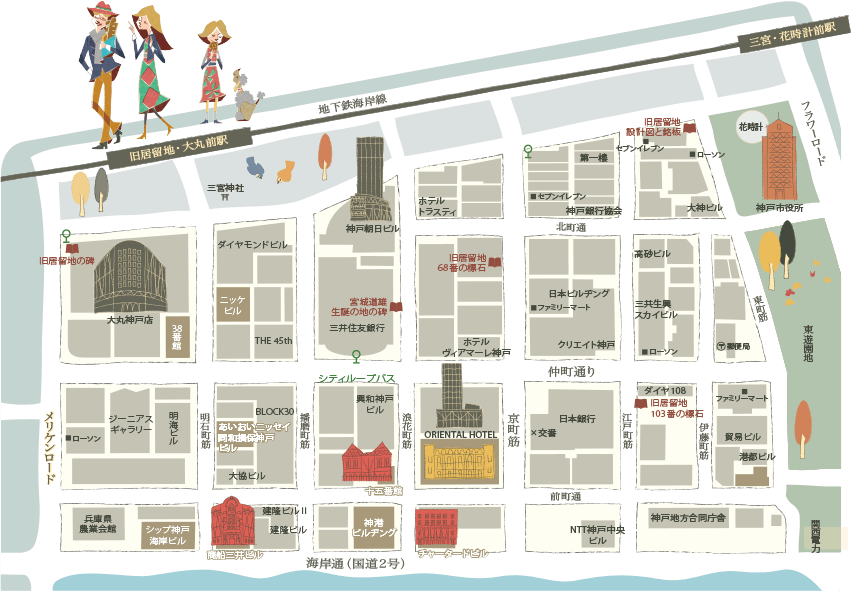 三宮・花時計前駅
地下鉄海岸線
旧居留地・大丸前駅
フラワーロード
旧居留地
設計図と銘板
花時計
セブンイレブン
ローソン
第一樓
三宮神社
ホテル
トラスティ
セブンイレブン
神戸銀行協会
大神ビル
神戸市役所
神戸朝日ビル
北町通
旧居留地の碑
ダイヤモンドビル
旧居留地
68番の標石
高砂ビル
大丸神戸店
ニッケ
ビル
宮城道雄
生誕の地の碑
三井住友銀行
日本ビルヂング
ファミリーマート
三共生興
スカイビル
東町筋
38
番
館
THE 45th
ホテル
ヴィアマーレ神戸
クリエイト神戸
ローソン
郵便局
東遊園地
シティループバス
仲町通り
メリケンロード
ジーニアス
ギャラリー
明海ビル
ローソン
明石町筋
BLOCK30
あいおいニッセイ
同和損保神戸
ビル
大協ビル
播磨町筋
興和神戸
ビル
十五番館
浪花町筋
ORIENTAL HOTEL
京町筋
日本銀行
×交番
江戸町筋
ダイヤ108
旧居留地
103番の標石
伊藤町筋
ファミリーマート
貿易ビル
港都ビル
前町通
兵庫県
農業会館
シップ神戸
海岸ビル
商船三井ビル
建隆ビルⅡ
建隆ビル
神港
ビルヂング
チャータードビル
NTT神戸中央
ビル
神戸地方合同庁舎
関西電力
海岸通（国道2号）